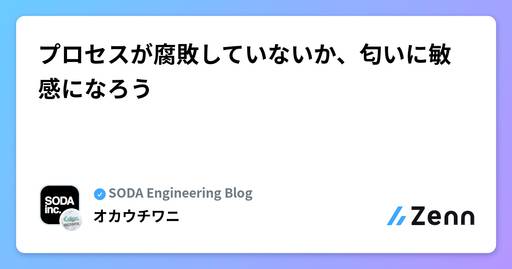 プロセスが腐敗していないか、匂いに敏
感になろう
SODA
inc.
SODA Engineering Blog
オカウチワニ
Zenn